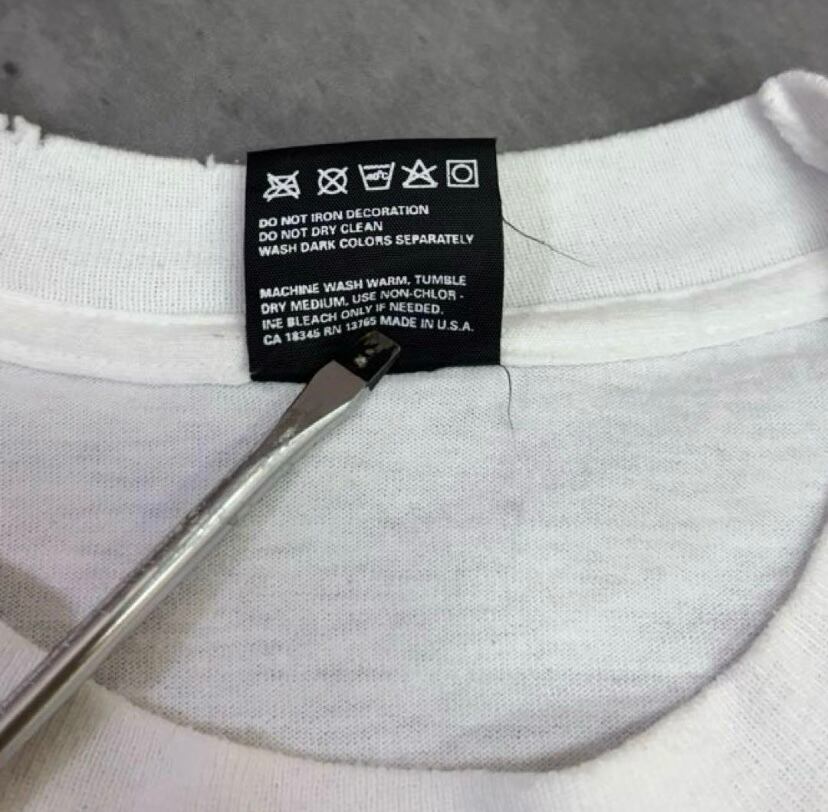 40°C
DO NOT IRON DECORATION
DO NOT DRY CLEAN
WASH DARK COLORS SEPARATELY
MACHINE WASH WARM, TUMBLE
DRY MEDIUM, USE NON-CHLOR -
INE BLEACH ONLY IF NEEDED.
CA 18345 RN 13765 MADE IN U.S.A.